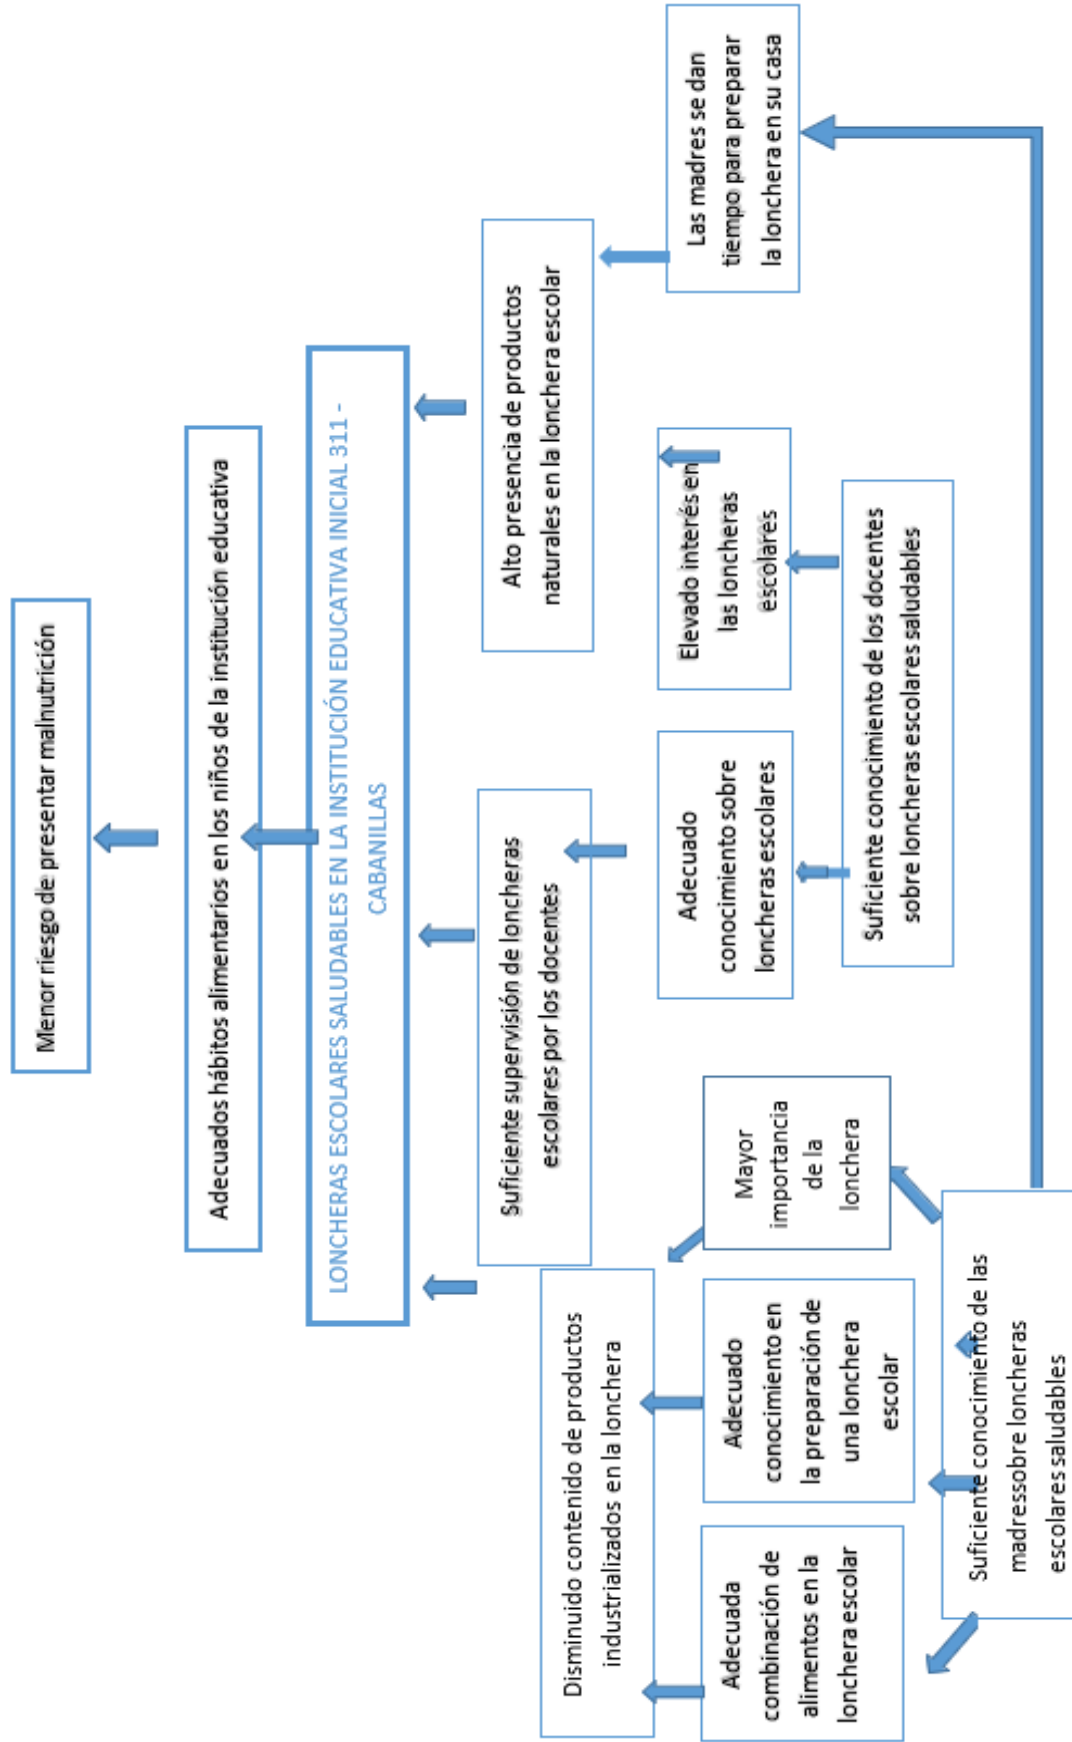 Menor riesgo de presentar malnutrición
Adecuados hábitos alimentarios en los niños de la institución educativa
LONCHERAS ESCOLARES SALUDABLES EN LA INSTITUCIÓN EDUCATIVA INICIAL 311 -
CABANILLAS
Disminuido contenido de productos
industrializados en la lonchera
Suficiente supervisión de loncheras
escolares por los docentes
Alto presencia de productos
naturales en la lonchera escolar
Adecuada
combinación de
alimentos en la
lonchera escolar
Adecuado
conocimiento en
la preparación de
una lonchera
escolar
Mayor
importancia
de la
lonchera
Adecuado
conocimiento sobre
loncheras escolares
Elevado interés en
las loncheras
escolares
Las madres se dan
tiempo para preparar
la lonchera en su casa
Suficiente conocimiento de los docentes
sobre loncheras escolares saludables
Suficiente conocimiento de las
madressobre loncheras
escolares saludables